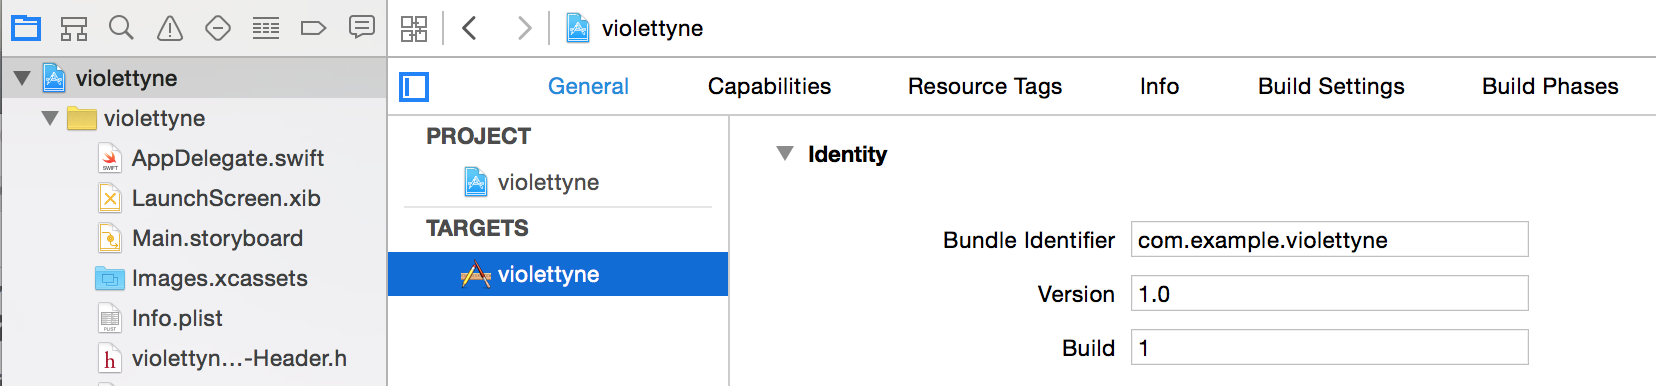 violettyne
violettyne
General Capabilities Resource Tags Info Build Settings Build Phases
violettyne
AppDelegate.swift
SWIFT
LaunchScreen.xib
Main.storyboard
Images.xcassets
Info.plist
PLIST
h violettyn...-Header.h
PROJECT
violettyne
TARGETS
violettyne
Identity
Bundle Identifier com.example.violettyne
Version 1.0
Build 1